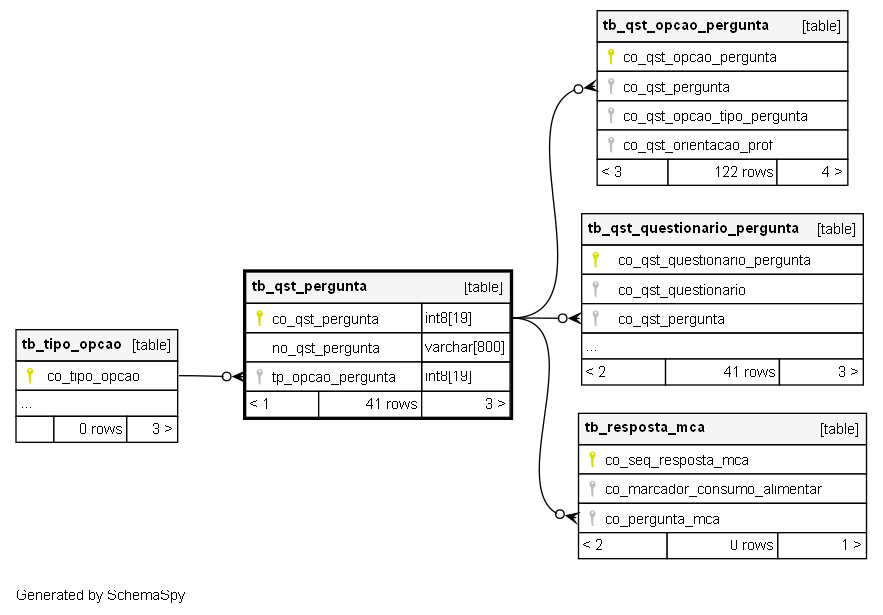 tb_qst_opcao_pergunta [table]
co_qst_opcao_pergunta
co_qst_pergunta
co_qst_opcao_tipo_pergunta
co_qst_orientacao_prof
< 3 122 rows 4 >
tb_qst_questionario_pergunta [table]
co_qst_questionario_pergunta
co_qst_questionario
co_qst_pergunta
...
< 2 41 rows 3 >
tb_qst_pergunta [table]
co_qst_pergunta int8[19]
no_qst_pergunta varchar[800]
tp_opcao_pergunta int8[19]
< 1 41 rows 3 >
tb_tipo_opcao [table]
co_tipo_opcao
...
0 rows 3 >
tb_resposta_mca [table]
co_seq_resposta_mca
co_marcador_consumo_alimentar
co_pergunta_mca
< 2 0 rows 1 >
Generated by SchemaSpy